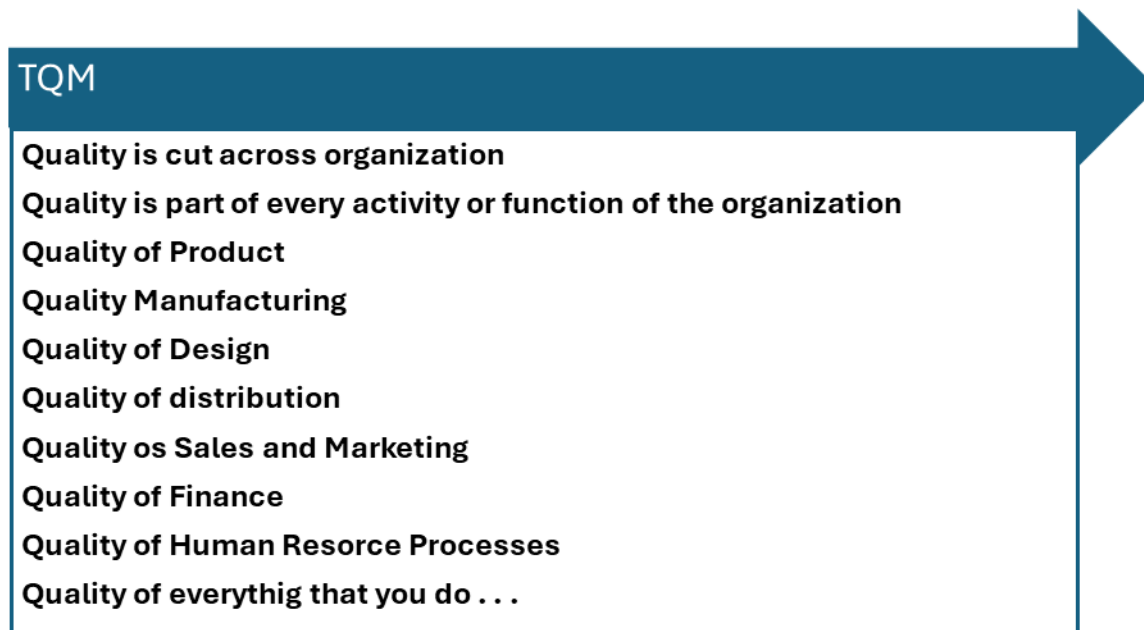 TQM
Quality is cut across organization
Quality is part of every activity or function of the organization
Quality of Product
Quality Manufacturing
Quality of Design
Quality of distribution
Quality os Sales and Marketing
Quality of Finance
Quality of Human Resorce Processes
Quality of everythig that you do . . .